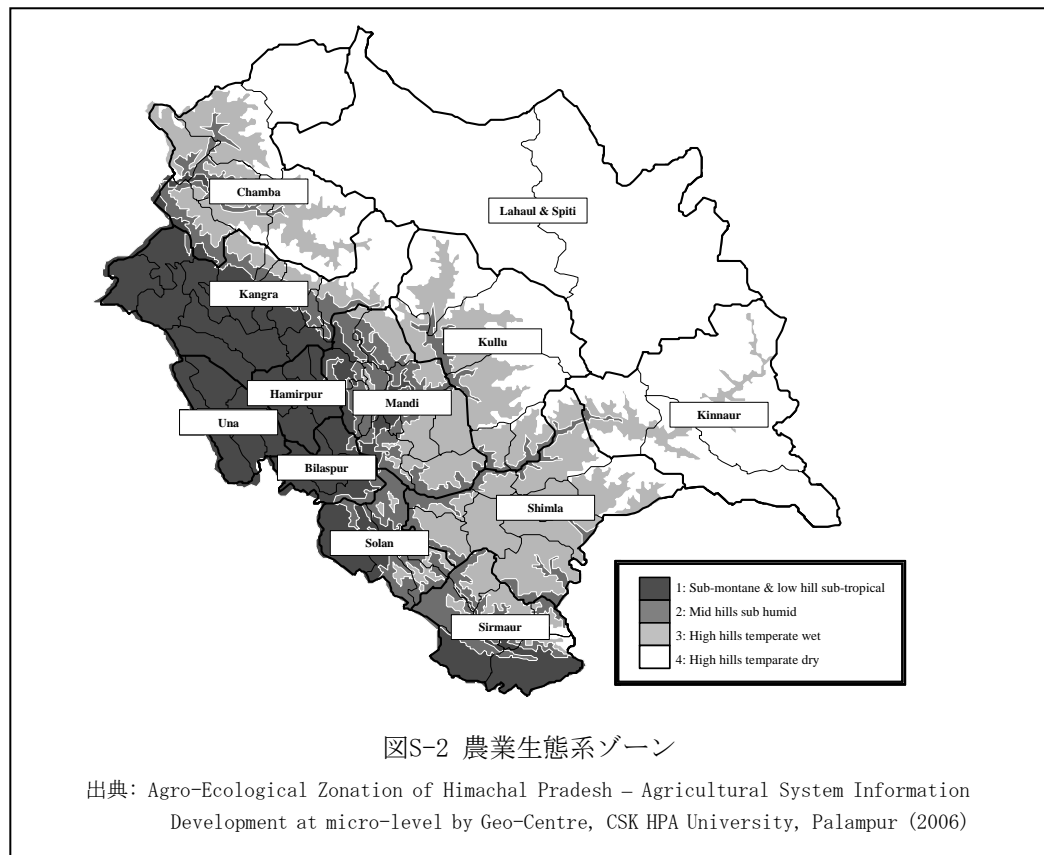 Chamba
Lahaul & Spiti
Kangra
Kullu
Hamirpur
Mandi
Kinnaur
Una
Bilaspur
Shimla
Solan
Sirmaur
1: Sub-montane & low hill sub-tropical
2: Mid hills sub humid
3: High hills temperate wet
4: High hills temparate dry
図S-2 農業生態系ゾーン
出典: Agro-Ecological Zonation of Himachal Pradesh – Agricultural System Information
Development at micro-level by Geo-Centre, CSK HPA University, Palampur (2006)